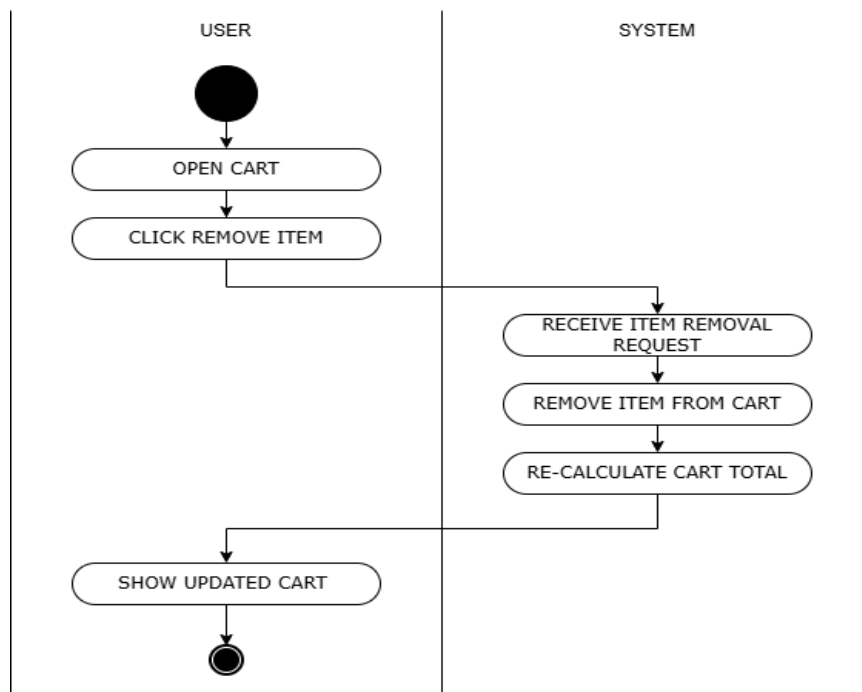 USER
SYSTEM
OPEN CART
CLICK REMOVE ITEM
RECEIVE ITEM REMOVAL
REQUEST
REMOVE ITEM FROM CART
RE-CALCULATE CART TOTAL
SHOW UPDATED CART